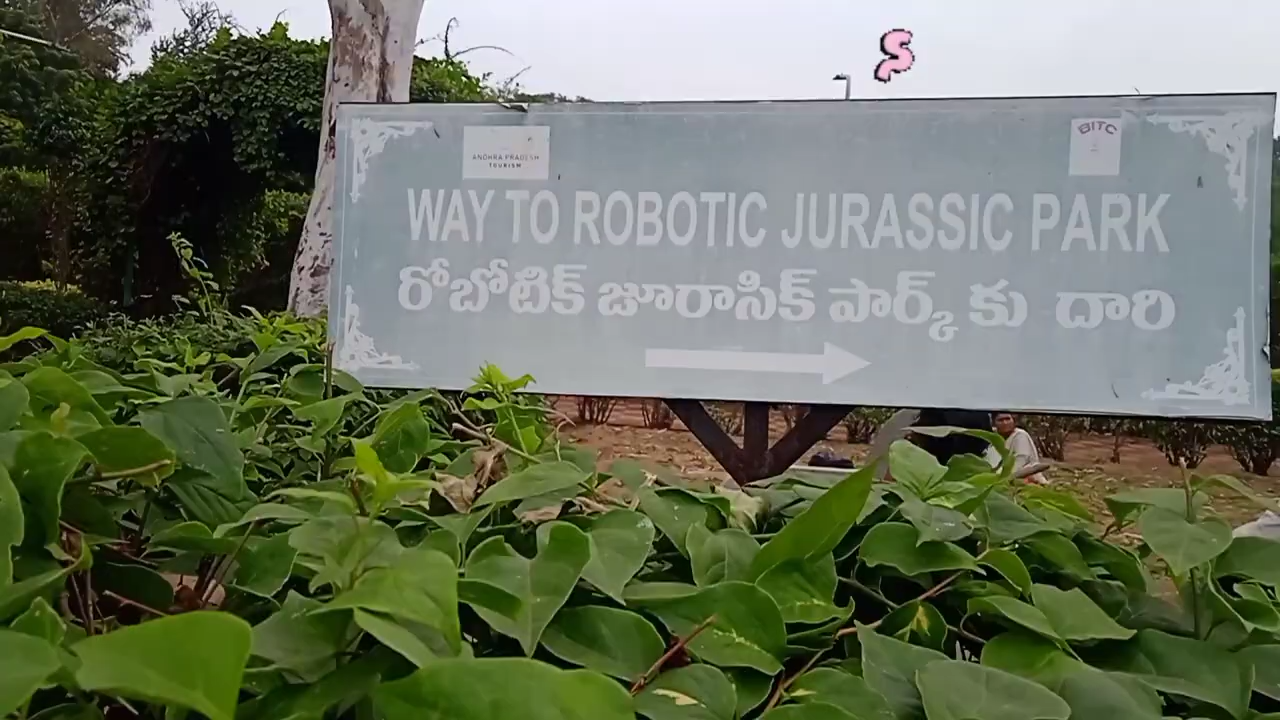 S
ANDHRA PRADESH
TOURISM
BITC
WAY TO ROBOTIC JURASSIC PARK
రోబోటిక్ జూరాసిక్ పార్క్ కు దారి